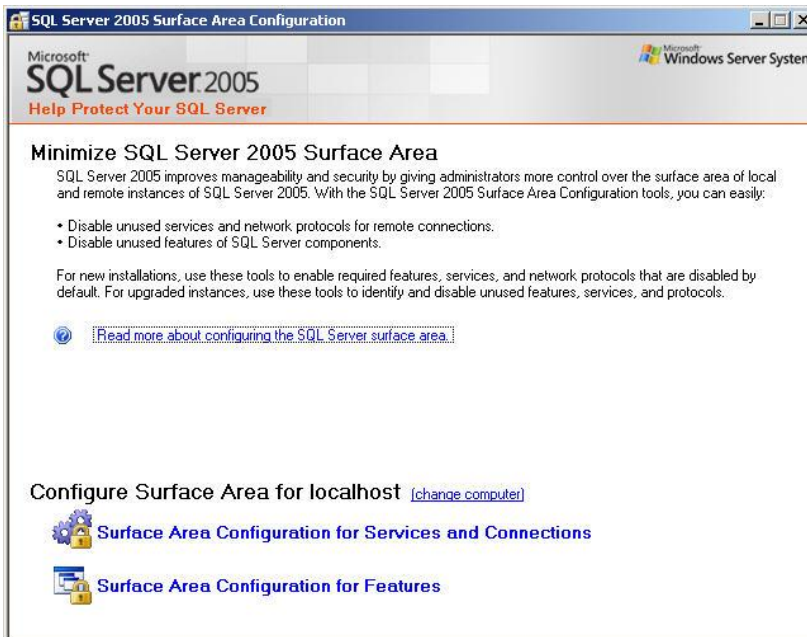 SQL Server 2005 Surface Area Configuration
Microsoft
SQL Server 2005
Help Protect Your SQL Server
Microsoft
Windows Server System
Minimize SQL Server 2005 Surface Area
SQL Server 2005 improves manageability and security by giving administrators more control over the surface area of local
and remote instances of SQL Server 2005. With the SQL Server 2005 Surface Area Configuration tools, you can easily:
• Disable unused services and network protocols for remote connections.
• Disable unused features of SQL Server components.
For new installations, use these tools to enable required features, services, and network protocols that are disabled by
default. For upgraded instances, use these tools to identify and disable unused features, services, and protocols.
Read more about configuring the SQL Server surface area.
Configure Surface Area for localhost (change computer)
Surface Area Configuration for Services and Connections
Surface Area Configuration for Features